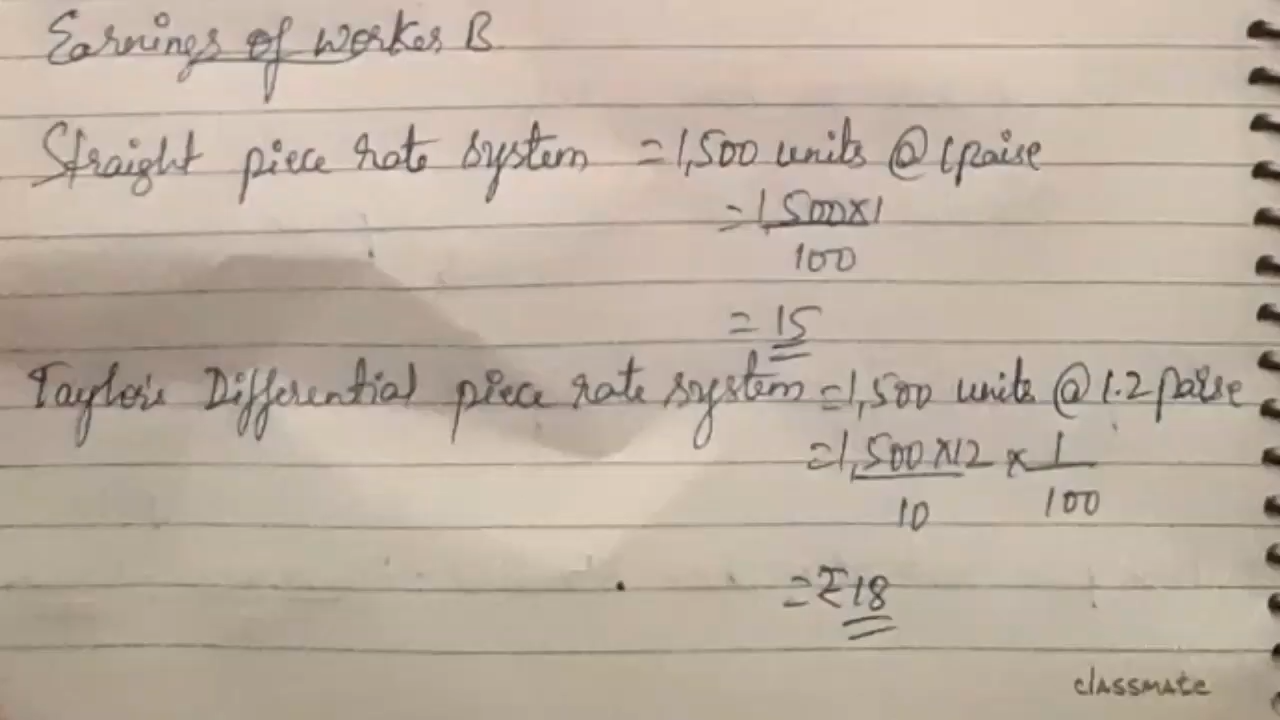 Earnings of worker B
Straight piece rate system = 1,500 units @ 1 paise
= 1,500×1
100
= 15
Taylor's Differential piece rate system = 1,500 units @ 1.2 paise
= 1,500×12 × 1
10 100
= ₹18
classmate